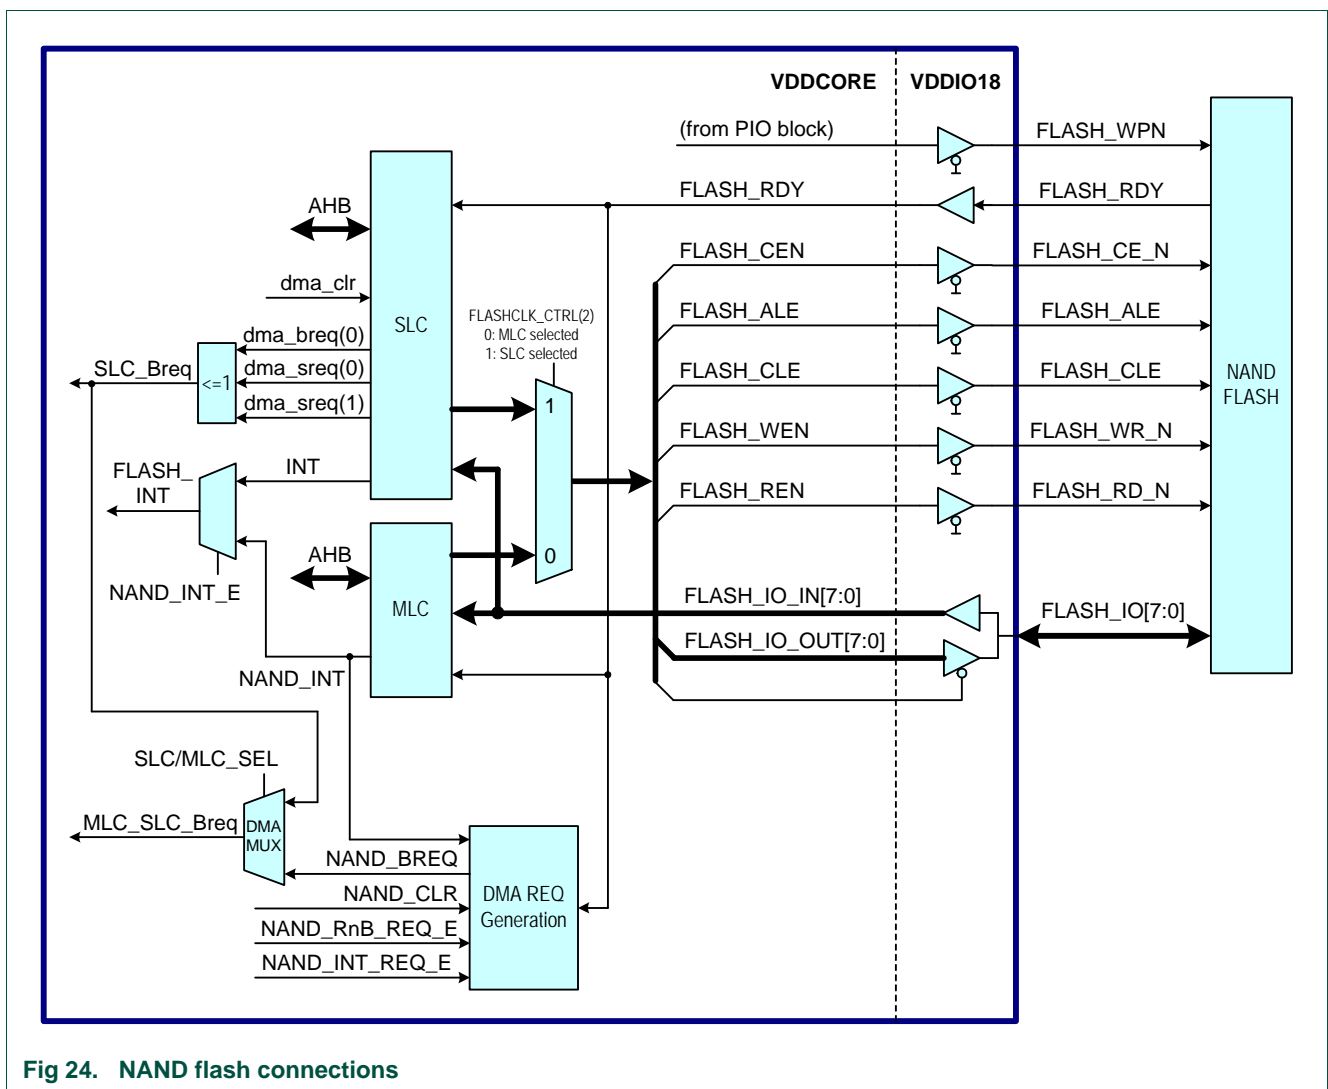 VDDCORE
VDDIO18
(from PIO block)
FLASH_WPN
FLASH_RDY
FLASH_RDY
AHB
FLASH_CEN
FLASH_CE_N
dma_clr
FLASHCLK_CTRL(2)
0: MLC selected
1: SLC selected
SLC
FLASH_ALE
FLASH_ALE
dma_breq(0)
SLC_Breq
<=1
dma_sreq(0)
dma_sreq(1)
1
FLASH_CLE
FLASH_CLE
NAND
FLASH
FLASH_WEN
FLASH_WR_N
FLASH_
INT
INT
FLASH_REN
FLASH_RD_N
AHB
0
NAND_INT_E
MLC
FLASH_IO_IN[7:0]
FLASH_IO[7:0]
FLASH_IO_OUT[7:0]
NAND_INT
SLC/MLC_SEL
MLC_SLC_Breq
DMA
MUX
NAND_BREQ
NAND_CLR
NAND_RnB_REQ_E
NAND_INT_REQ_E
DMA REQ
Generation
Fig 24. NAND flash connections